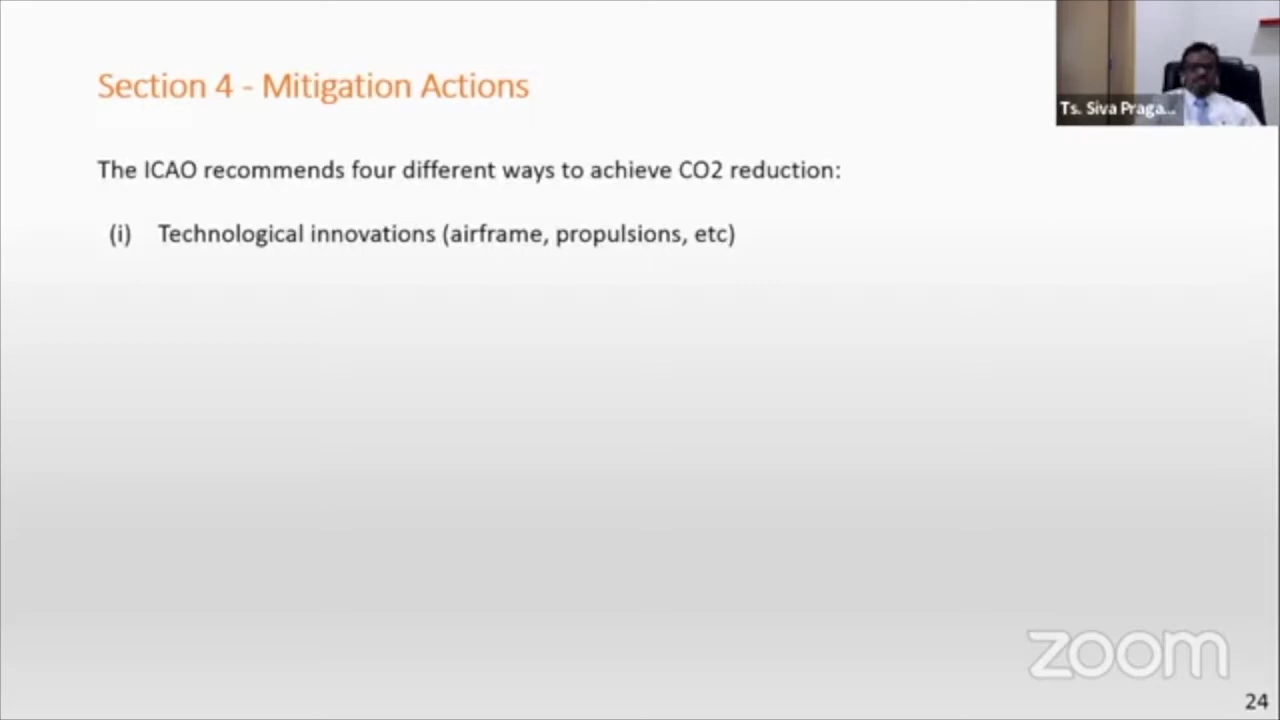 Section 4 - Mitigation Actions
Ts. Siva Praga...
The ICAO recommends four different ways to achieve CO2 reduction:
(i) Technological innovations (airframe, propulsions, etc)
zoom
24